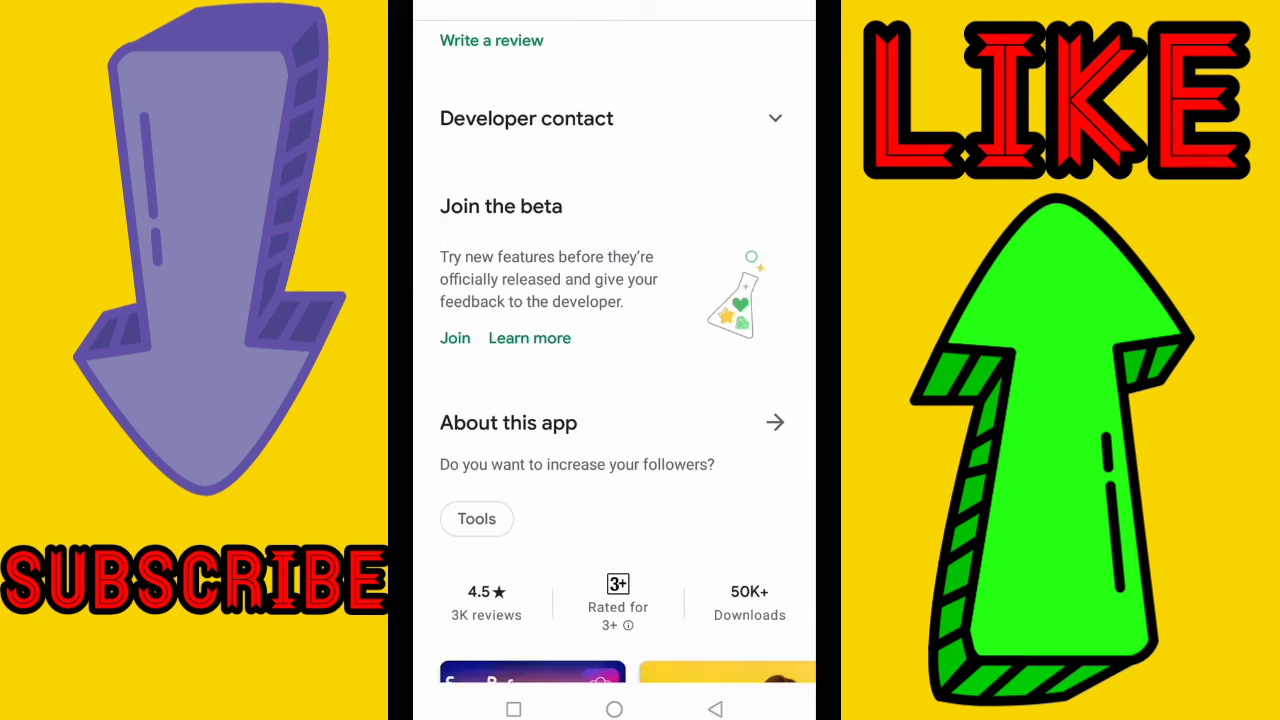 SUBSCRIBE
Write a review
Developer contact
Join the beta
Try new features before they're
officially released and give your
feedback to the developer.
Join Learn more
About this app
Do you want to increase your followers?
Tools
4.5★ 3+ 50K+
3K reviews Rated for 3+ Downloads
LIKE